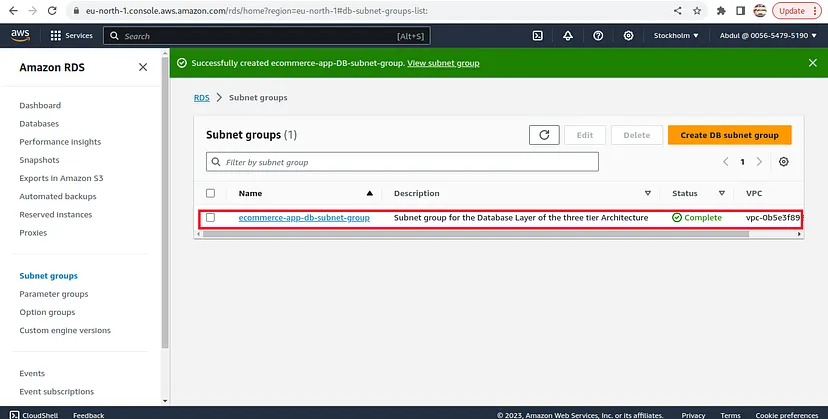 eu-north-1.console.aws.amazon.com/rds/home?region=eu-north-1#db-subnet-groups-list:
Update
aws
Services
Search
[Alt+S]
Stockholm
Abdul @ 0056-5479-5190
Amazon RDS
Successfully created ecommerce-app-DB-subnet-group. View subnet group
Dashboard
Databases
Performance insights
Snapshots
Exports in Amazon S3
Automated backups
Reserved instances
Proxies
Subnet groups
Parameter groups
Option groups
Custom engine versions
Events
Event subscriptions
RDS > Subnet groups
Subnet groups (1)
Edit
Delete
Create DB subnet group
Filter by subnet group
1
Name
Description
Status
VPC
ecommerce-app-db-subnet-group
Subnet group for the Database Layer of the three tier Architecture
Complete
vpc-0b5e3f89
CloudShell
Feedback
© 2023, Amazon Web Services, Inc. or its affiliates.
Privacy
Terms
Cookie preferences